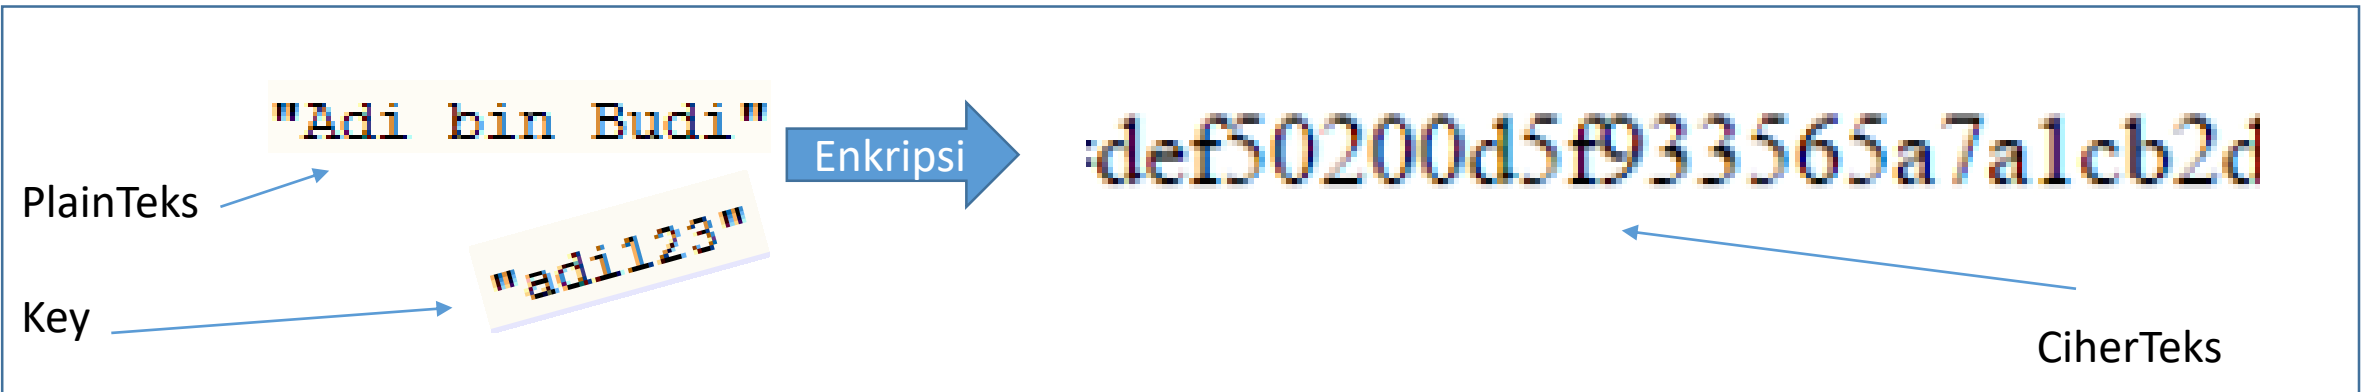 "Adi bin Budi"
Enkripsi
def50200d5f933565a7a1cb2d
PlainTeks
"adi123"
Key
CiherTeks